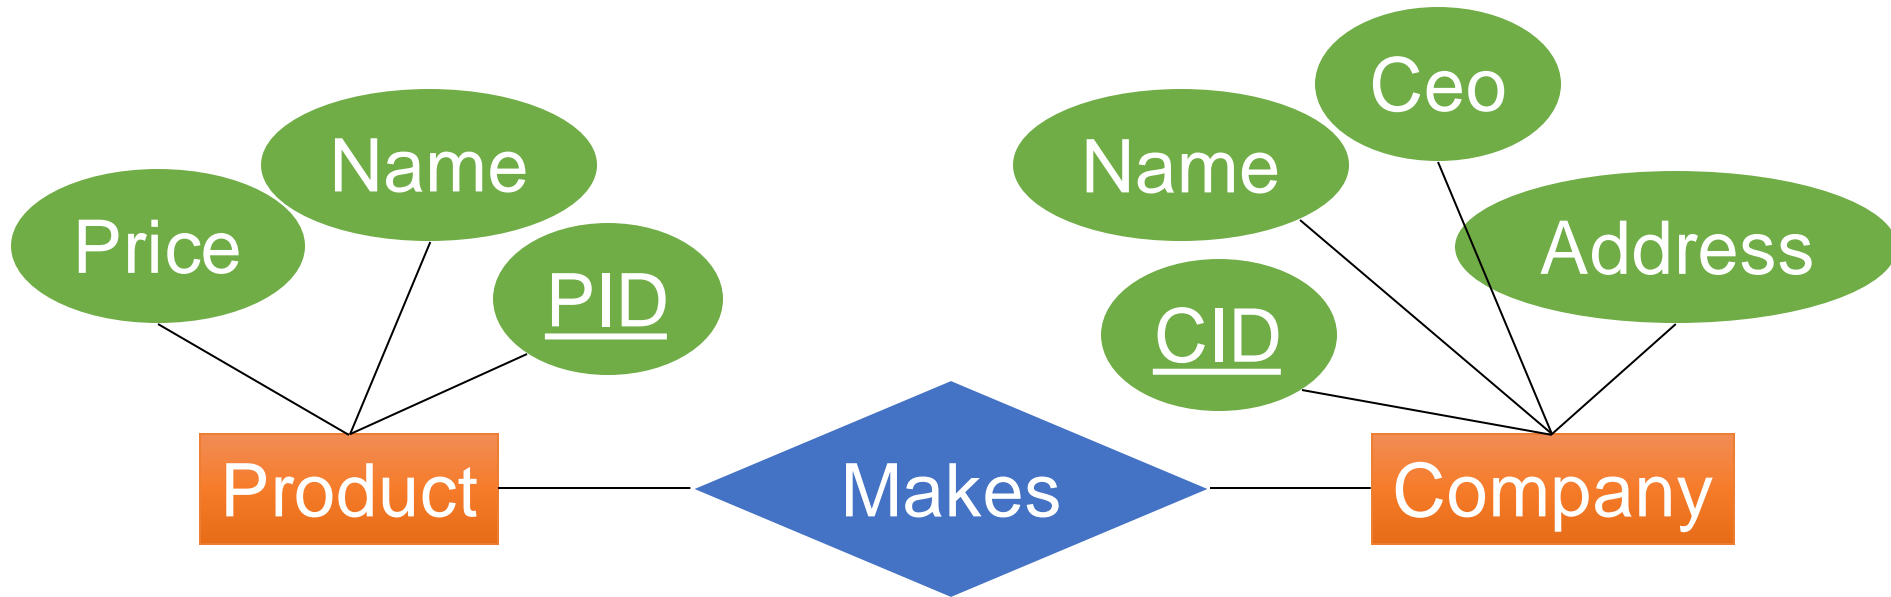 Ceo
Name
Name
Price
Address
PID
CID
Product
Makes
Company